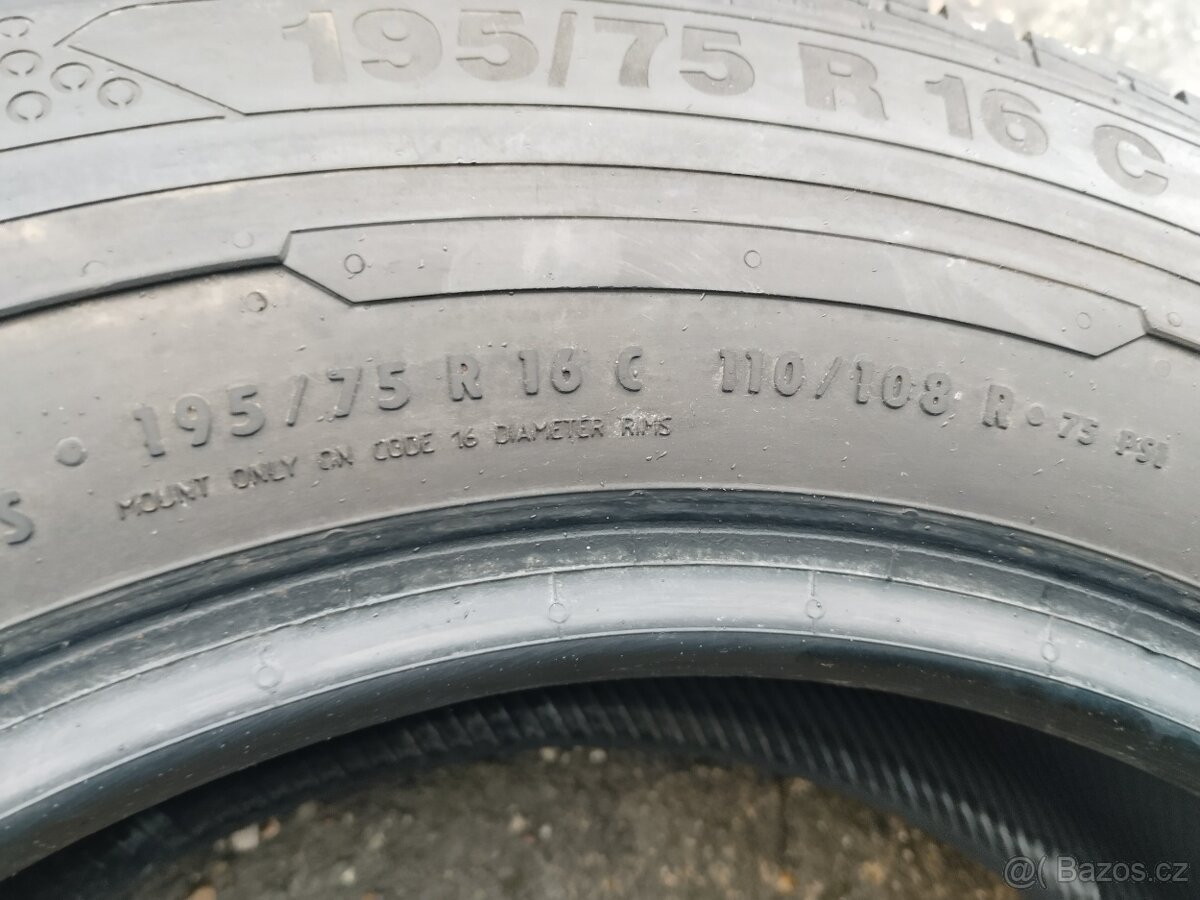 195/75 R 16 C
195/75 R 16 C 110/108 R • 75 PSI
MOUNT ONLY ON CODE 16 DIAMETER RIMS
S
@( Bazos.cz